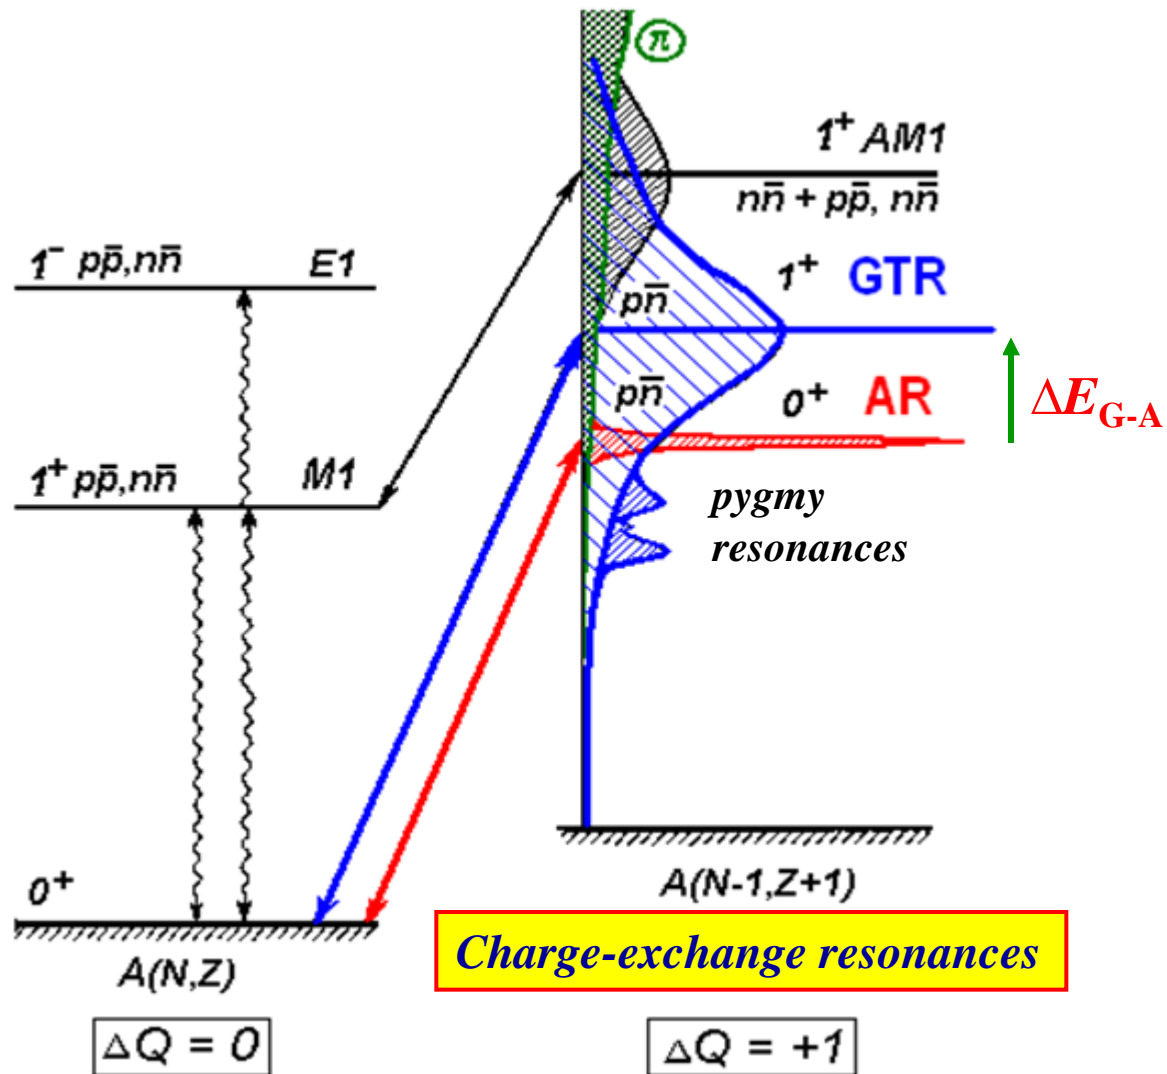 π
1⁺ AM1
nn̄ + pp̄, nn̄
1⁻ pp̄,nn̄ E1
1⁺ GTR
pn̄
pn̄
0⁺ AR
ΔE_G-A
1⁺ pp̄,nn̄ M1
pygmy
resonances
0⁺
A(N-1,Z+1)
Charge-exchange resonances
A(N,Z)
ΔQ = 0
ΔQ = +1